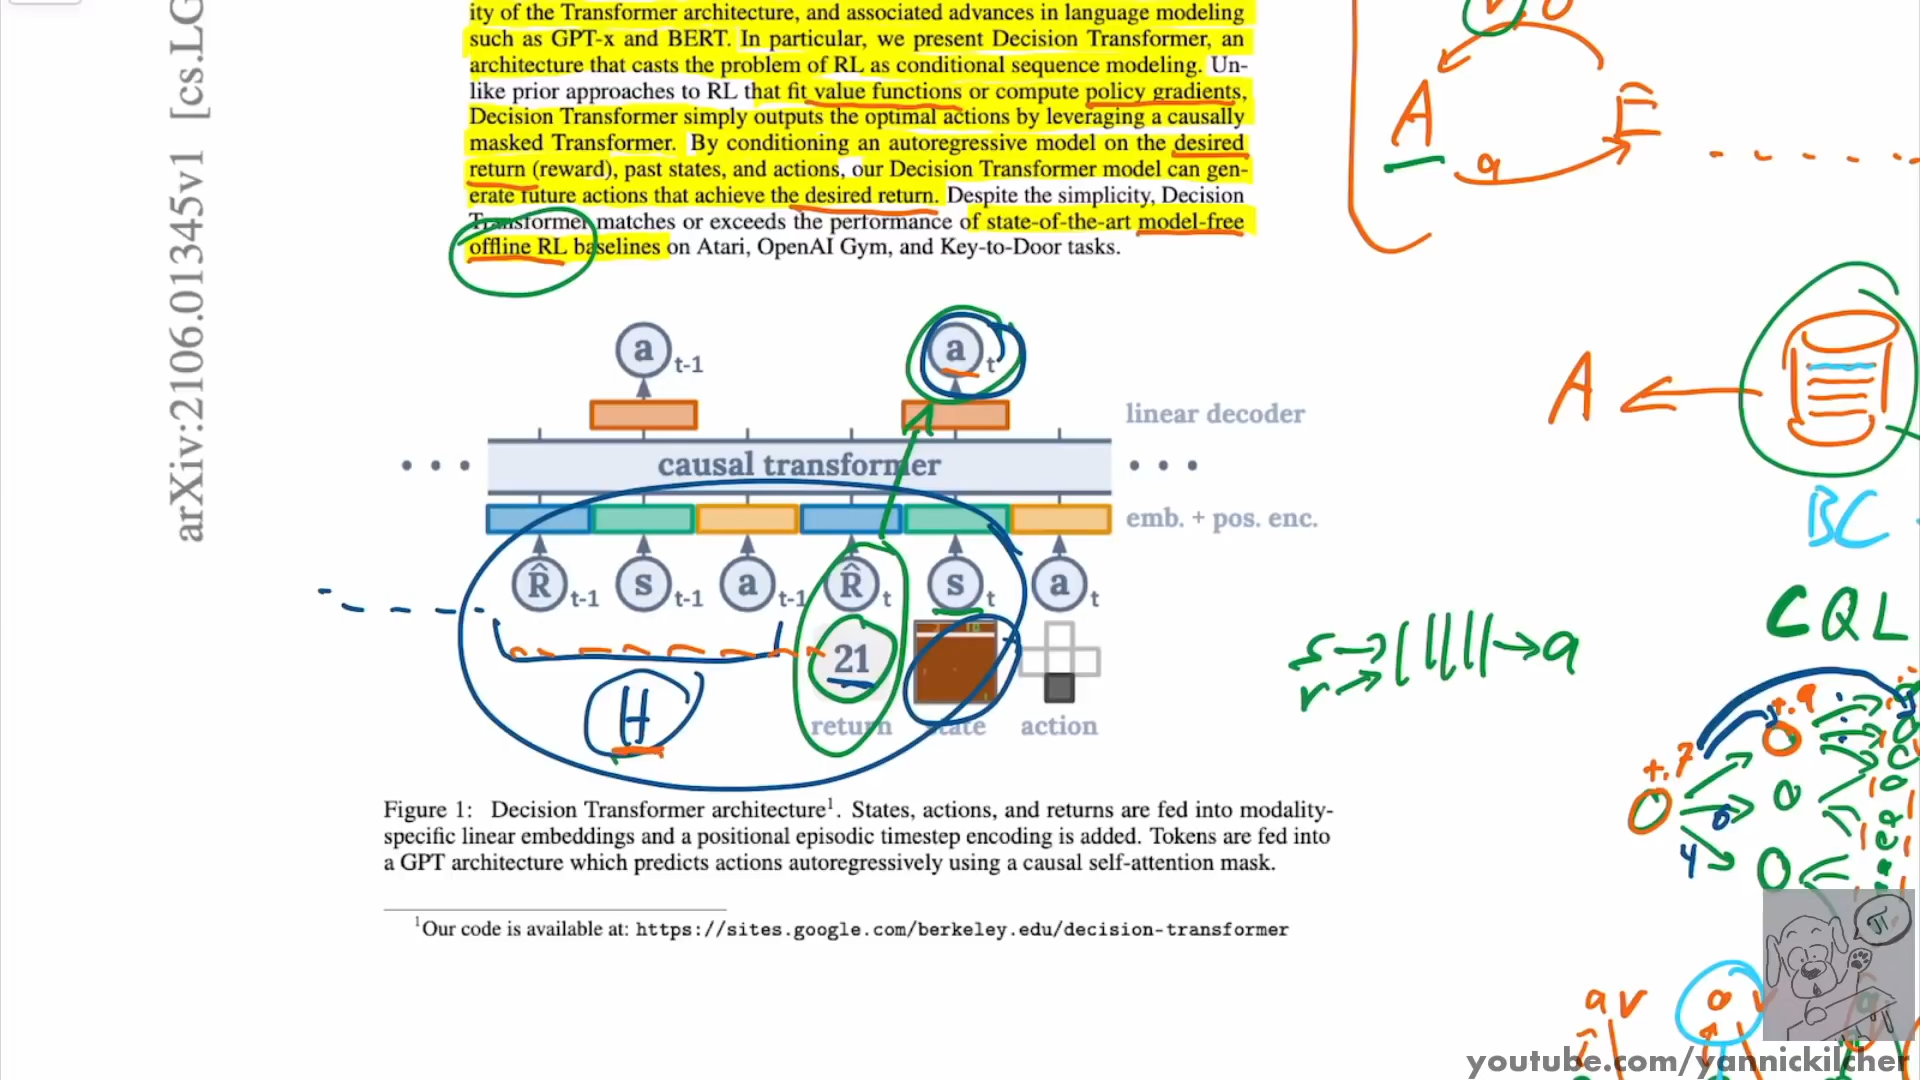 arXiv:2106.01345v1 [cs.LG
ity of the Transformer architecture, and associated advances in language modeling
such as GPT-x and BERT. In particular, we present Decision Transformer, an
architecture that casts the problem of RL as conditional sequence modeling. Un-
like prior approaches to RL that fit value functions or compute policy gradients,
Decision Transformer simply outputs the optimal actions by leveraging a causally
masked Transformer. By conditioning an autoregressive model on the desired
return (reward), past states, and actions, our Decision Transformer model can gen-
erate future actions that achieve the desired return. Despite the simplicity, Decision
Transformer matches or exceeds the performance of state-of-the-art model-free
offline RL baselines on Atari, OpenAI Gym, and Key-to-Door tasks.
A E
a
a t-1 a t
linear decoder
causal transformer
emb. + pos. enc.
R̂ t-1 s t-1 a t-1 R̂ t s t a t
21
return state action
H
A
BC
CQL
s → a
r
+.9
+.7
4
Figure 1: Decision Transformer architecture¹. States, actions, and returns are fed into modality-
specific linear embeddings and a positional episodic timestep encoding is added. Tokens are fed into
a GPT architecture which predicts actions autoregressively using a causal self-attention mask.
¹Our code is available at: https://sites.google.com/berkeley.edu/decision-transformer
π
a v
youtube.com/yannickilcher